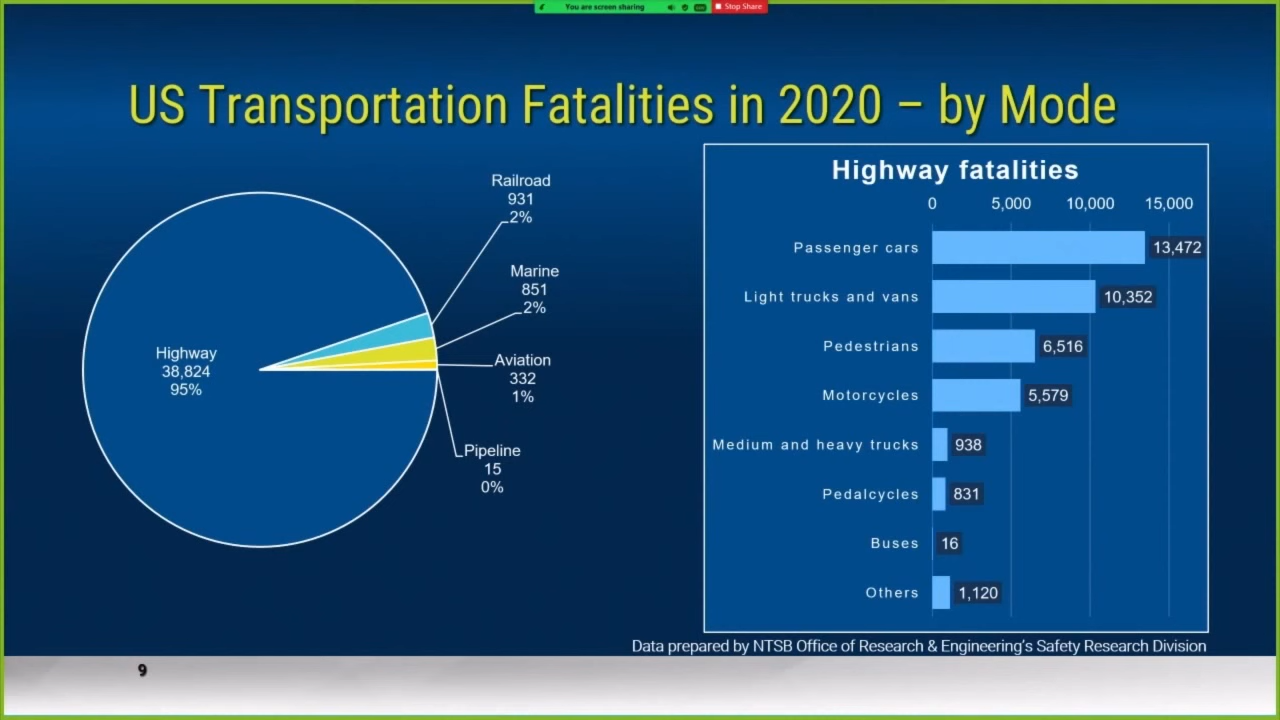 You are screen sharing
Stop Share
US Transportation Fatalities in 2020 – by Mode
Railroad
931
2%
Marine
851
2%
Highway
38,824
95%
Aviation
332
1%
Pipeline
15
0%
Highway fatalities
0 5,000 10,000 15,000
Passenger cars 13,472
Light trucks and vans 10,352
Pedestrians 6,516
Motorcycles 5,579
Medium and heavy trucks 938
Pedalcycles 831
Buses 16
Others 1,120
Data prepared by NTSB Office of Research & Engineering's Safety Research Division
9